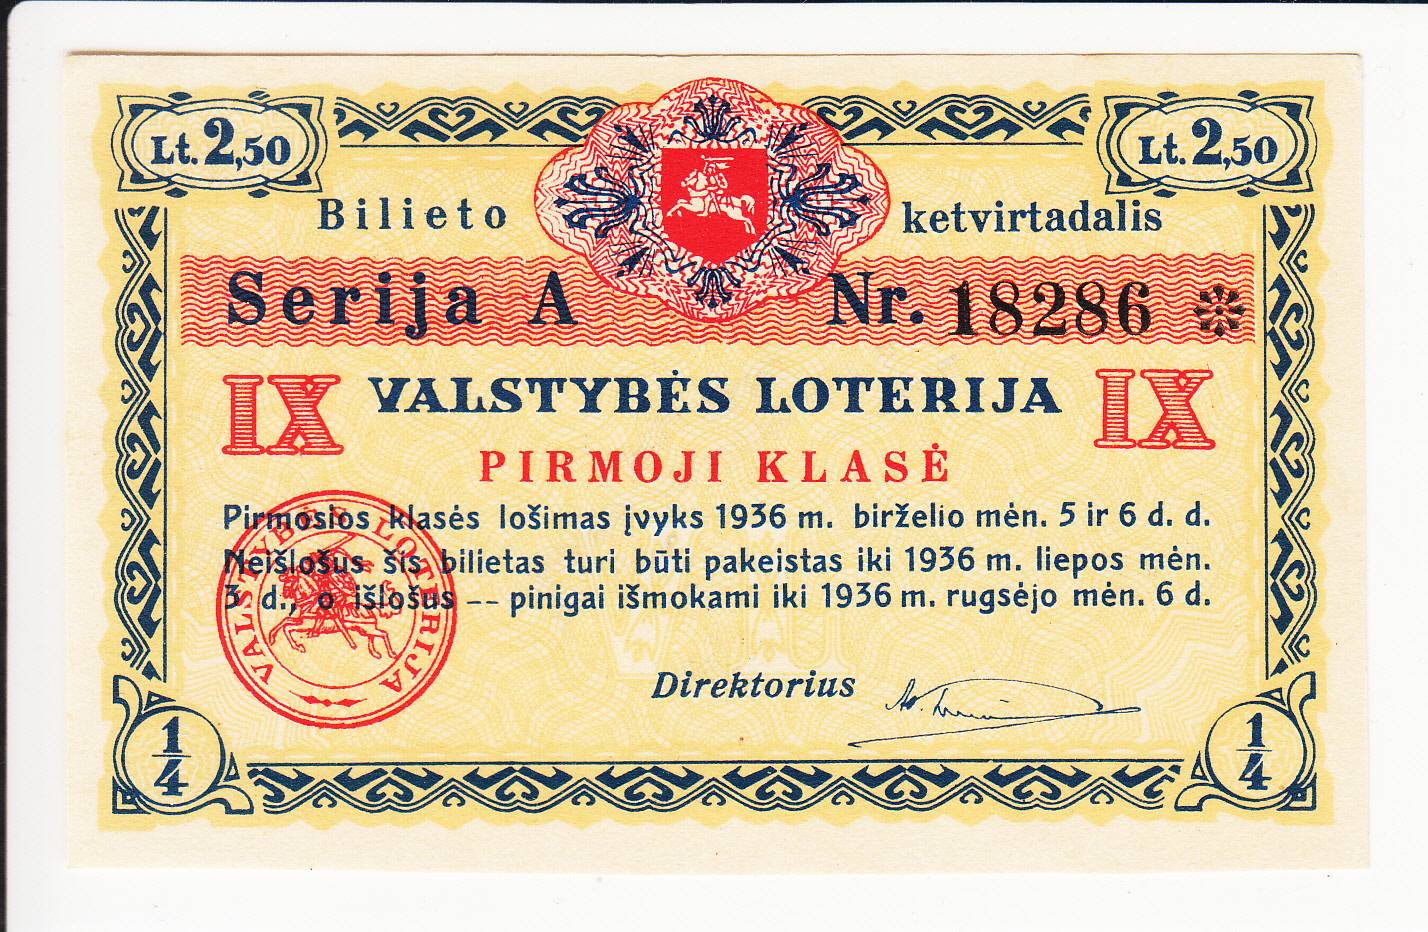 Lt. 2,50
Lt. 2,50
Bilieto ketvirtadalis
Serija A Nr. 18286
IX VALSTYBĖS LOTERIJA IX
PIRMOJI KLASĖ
Pirmosios klasės lošimas įvyks 1936 m. birželio mėn. 5 ir 6 d. d.
Neišlošus šis bilietas turi būti pakeistas iki 1936 m. liepos mėn.
3 d., o išlošus -- pinigai išmokami iki 1936 m. rugsėjo mėn. 6 d.
VALSTYBĖS LOTERIJA
Direktorius
1/4
1/4